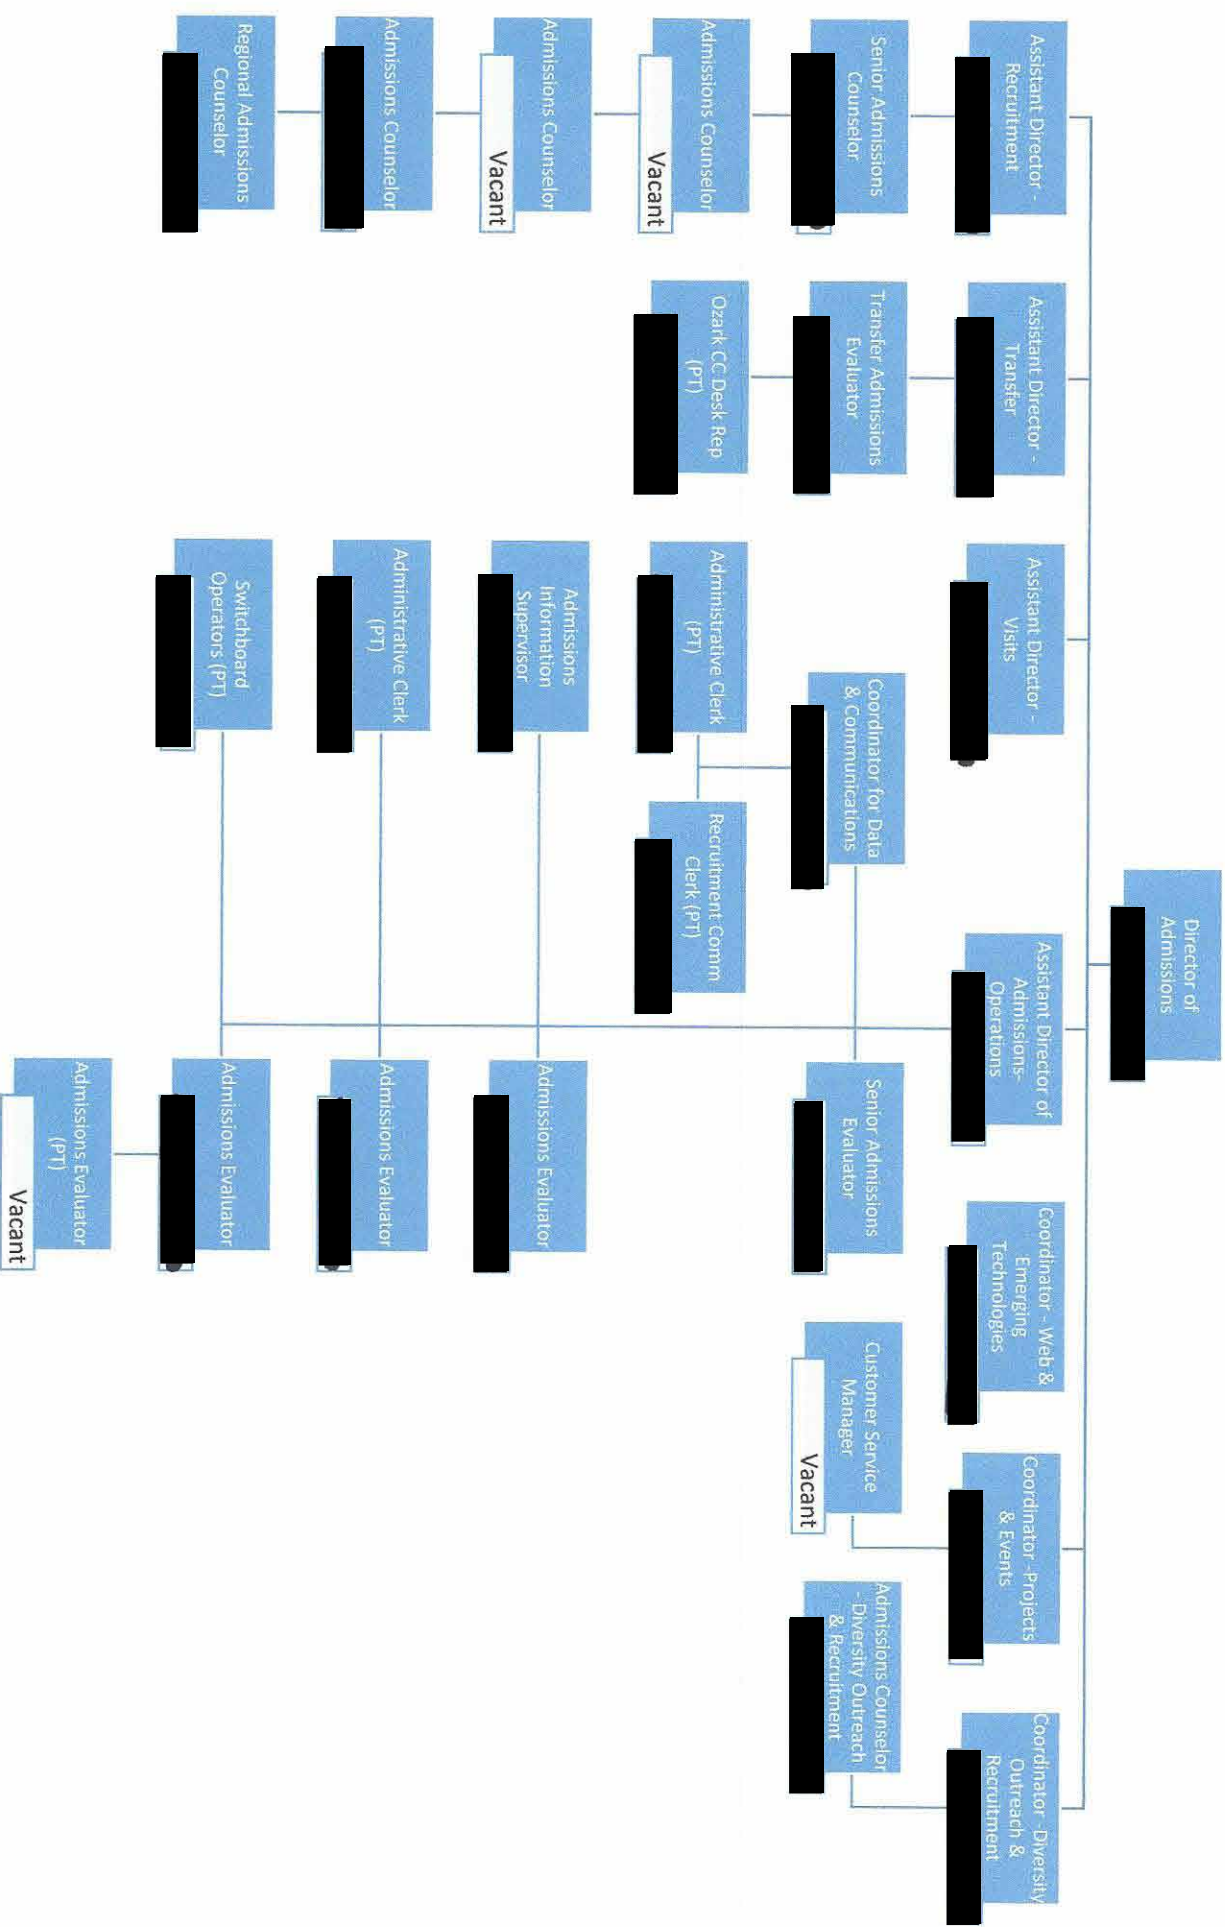 Director of
Admissions
Assistant Director -
Recruitment
Assistant Director -
Transfer
Assistant Director -
Visits
Assistant Director of
Admissions-
Operations
Coordinator - Web &
Emerging
Technologies
Coordinator -Projects
& Events
Coordinator -Diversity
Outreach &
Recruitment
Senior Admissions
Counselor
Transfer Admissions
Evaluator
Coordinator for Data
& Communications
Senior Admissions
Evaluator
Customer Service
Manager
Vacant
Admissions Counselor
- Diversity Outreach
& Recruitment
Admissions Counselor
Vacant
Ozark CC Desk Rep
(PT)
Administrative Clerk
(PT)
Recruitment Comm
Clerk (PT)
Admissions Counselor
Vacant
Admissions
Information
Supervisor
Admissions Evaluator
Admissions Counselor
Administrative Clerk
(PT)
Admissions Evaluator
Regional Admissions
Counselor
Switchboard
Operators (PT)
Admissions Evaluator
Admissions Evaluator
(PT)
Vacant